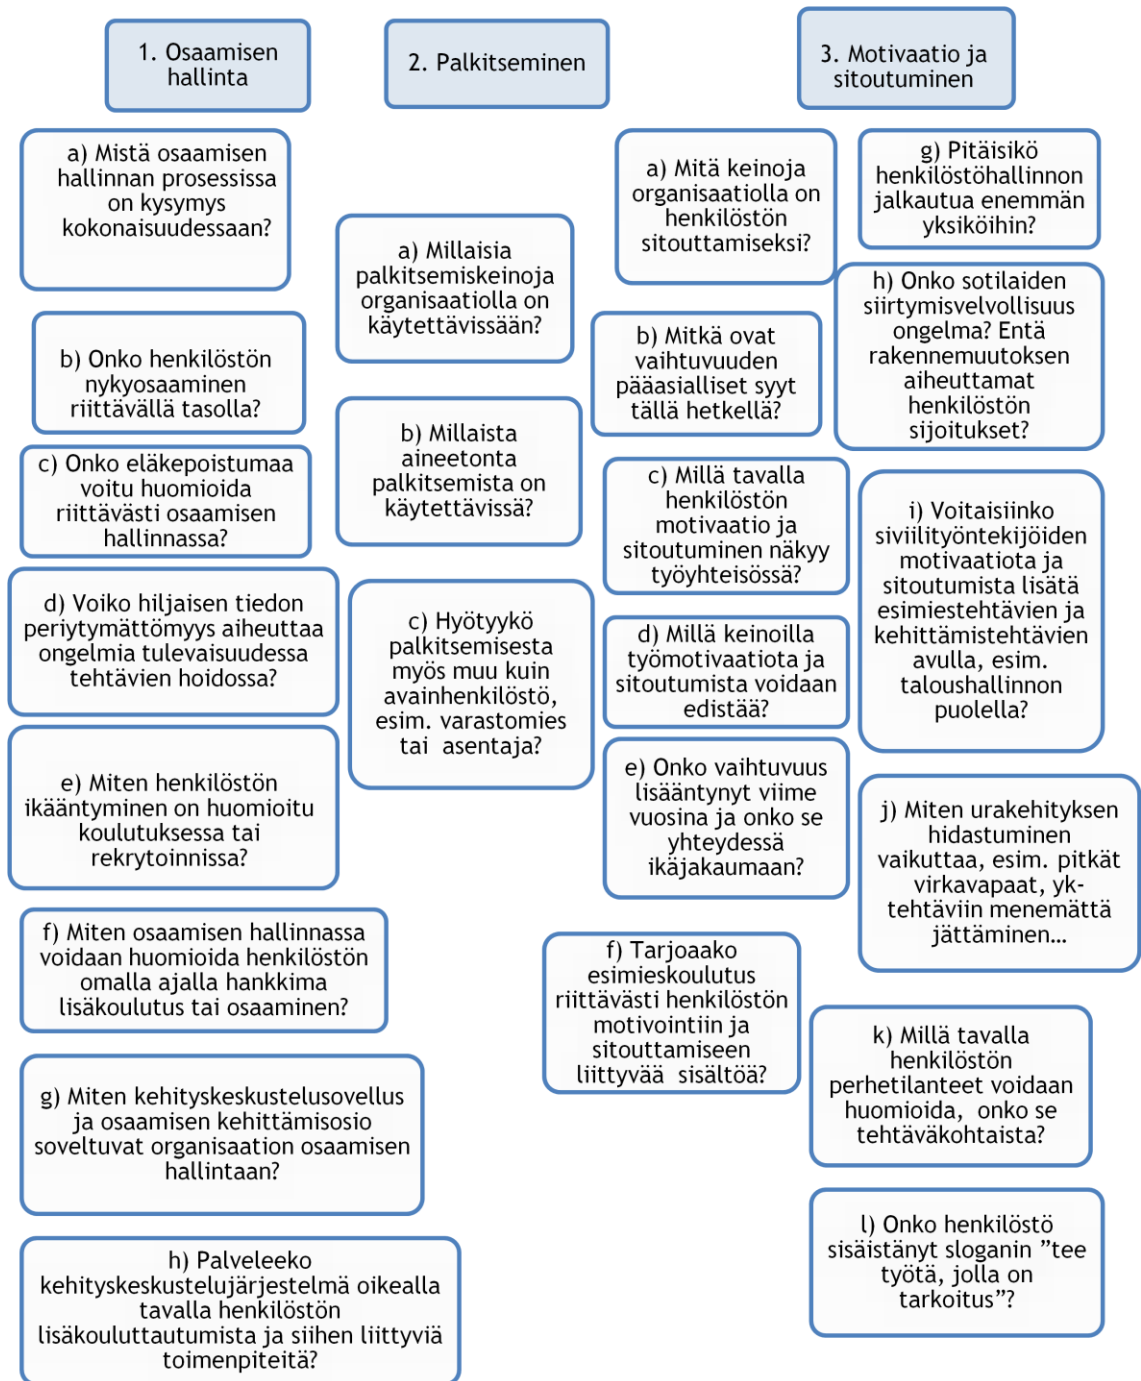 1. Osaamisen
hallinta
a) Mistä osaamisen
hallinnan prosessissa
on kysymys
kokonaisuudessaan?
b) Onko henkilöstön
nykyosaaminen
riittävällä tasolla?
c) Onko eläkepoistumaa
voitu huomioida
riittävästi osaamisen
hallinnassa?
d) Voiko hiljaisen tiedon
periytymättömyys aiheuttaa
ongelmia tulevaisuudessa
tehtävien hoidossa?
e) Miten henkilöstön
ikääntyminen on huomioitu
koulutuksessa tai
rekrytoinnissa?
f) Miten osaamisen hallinnassa
voidaan huomioida henkilöstön
omalla ajalla hankkima
lisäkoulutus tai osaaminen?
g) Miten kehityskeskustelusovellus
ja osaamisen kehittämisosio
soveltuvat organisaation osaamisen
hallintaan?
h) Palveleeko
kehityskeskustelujärjestelmä oikealla
tavalla henkilöstön
lisäkouluttautumista ja siihen liittyviä
toimenpiteitä?
2. Palkitseminen
a) Millaisia
palkitsemiskeinoja
organisaatiolla on
käytettävissään?
b) Millaista
aineetonta
palkitsemista on
käytettävissä?
c) Hyötyykö
palkitsemisesta
myös muu kuin
avainhenkilöstö,
esim. varastomies
tai asentaja?
3. Motivaatio ja
sitoutuminen
a) Mitä keinoja
organisaatiolla on
henkilöstön
sitouttamiseksi?
b) Mitkä ovat
vaihtuvuuden
pääasialliset syyt
tällä hetkellä?
c) Millä tavalla
henkilöstön
motivaatio ja
sitoutuminen näkyy
työyhteisössä?
d) Millä keinoilla
työmotivaatiota ja
sitoutumista voidaan
edistää?
e) Onko vaihtuvuus
lisääntynyt viime
vuosina ja onko se
yhteydessä
ikäjakaumaan?
f) Tarjoaako
esimieskoulutus
riittävästi henkilöstön
motivointiin ja
sitouttamiseen
liittyvää sisältöä?
g) Pitäisikö
henkilöstöhallinnon
jalkautua enemmän
yksiköihin?
h) Onko sotilaiden
siirtymisvelvollisuus
ongelma? Entä
rakennemuutoksen
aiheuttamat
henkilöstön
sijoitukset?
i) Voitaisiinko
siviilityöntekijöiden
motivaatiota ja
sitoutumista lisätä
esimiestehtävien ja
kehittämistehtävien
avulla, esim.
taloushallinnon
puolella?
j) Miten urakehityksen
hidastuminen
vaikuttaa, esim. pitkät
virkavapaat, yk-
tehtäviin menemättä
jättäminen…
k) Millä tavalla
henkilöstön
perhetilanteet voidaan
huomioida, onko se
tehtäväkohtaista?
l) Onko henkilöstö
sisäistänyt sloganin ”tee
työtä, jolla on
tarkoitus”?